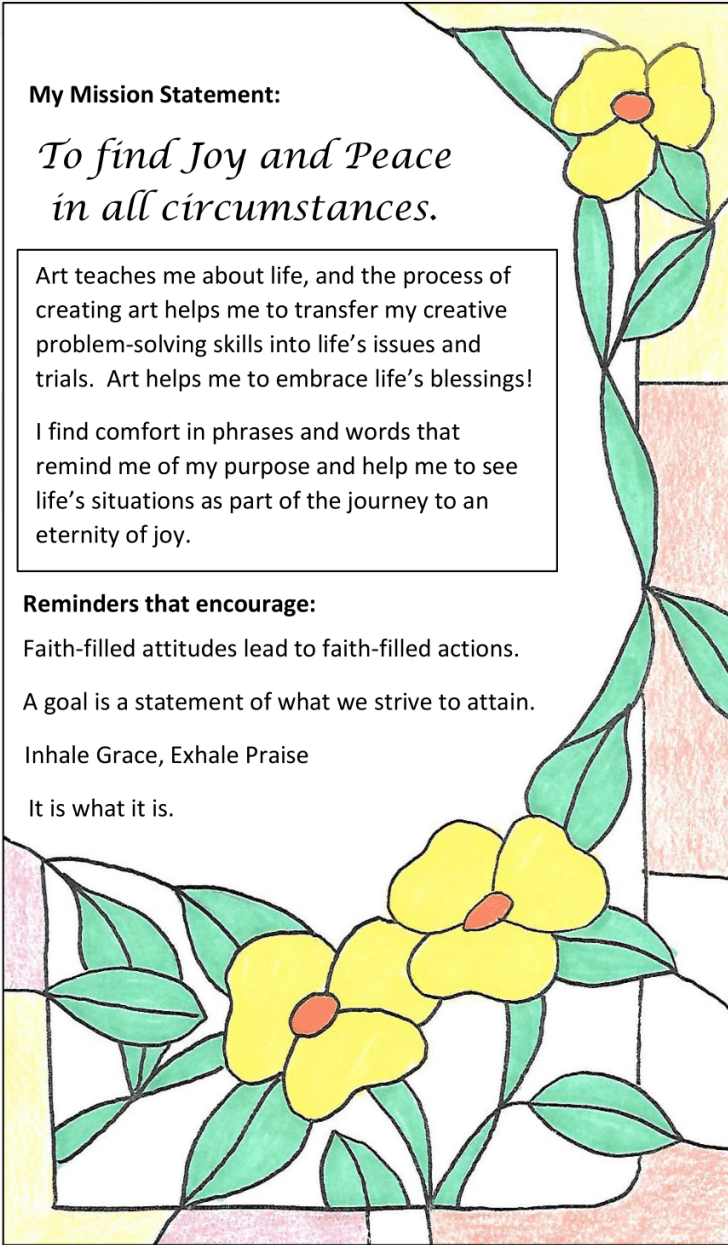 My Mission Statement:
To find Joy and Peace
in all circumstances.
Art teaches me about life, and the process of
creating art helps me to transfer my creative
problem-solving skills into life’s issues and
trials.  Art helps me to embrace life’s blessings!
I find comfort in phrases and words that
remind me of my purpose and help me to see
life’s situations as part of the journey to an
eternity of joy.
Reminders that encourage:
Faith-filled attitudes lead to faith-filled actions.
A goal is a statement of what we strive to attain.
Inhale Grace, Exhale Praise
It is what it is.